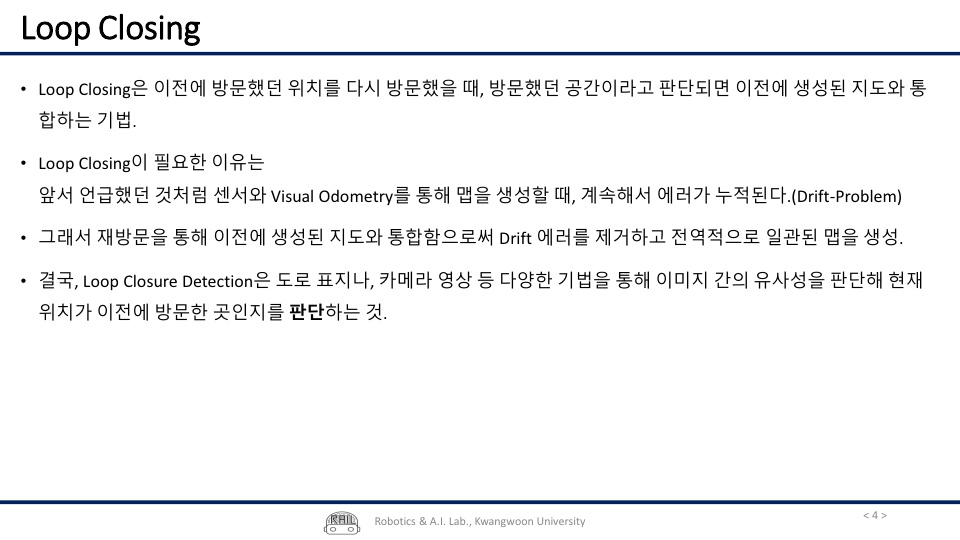 Loop Closing
• Loop Closing은 이전에 방문했던 위치를 다시 방문했을 때, 방문했던 공간이라고 판단되면 이전에 생성된 지도와 통
합하는 기법.
• Loop Closing이 필요한 이유는
앞서 언급했던 것처럼 센서와 Visual Odometry를 통해 맵을 생성할 때, 계속해서 에러가 누적된다.(Drift-Problem)
• 그래서 재방문을 통해 이전에 생성된 지도와 통합함으로써 Drift 에러를 제거하고 전역적으로 일관된 맵을 생성.
• 결국, Loop Closure Detection은 도로 표지나, 카메라 영상 등 다양한 기법을 통해 이미지 간의 유사성을 판단해 현재
위치가 이전에 방문한 곳인지를 판단하는 것.
RAIL
Robotics & A.I. Lab., Kwangwoon University
< 4 >